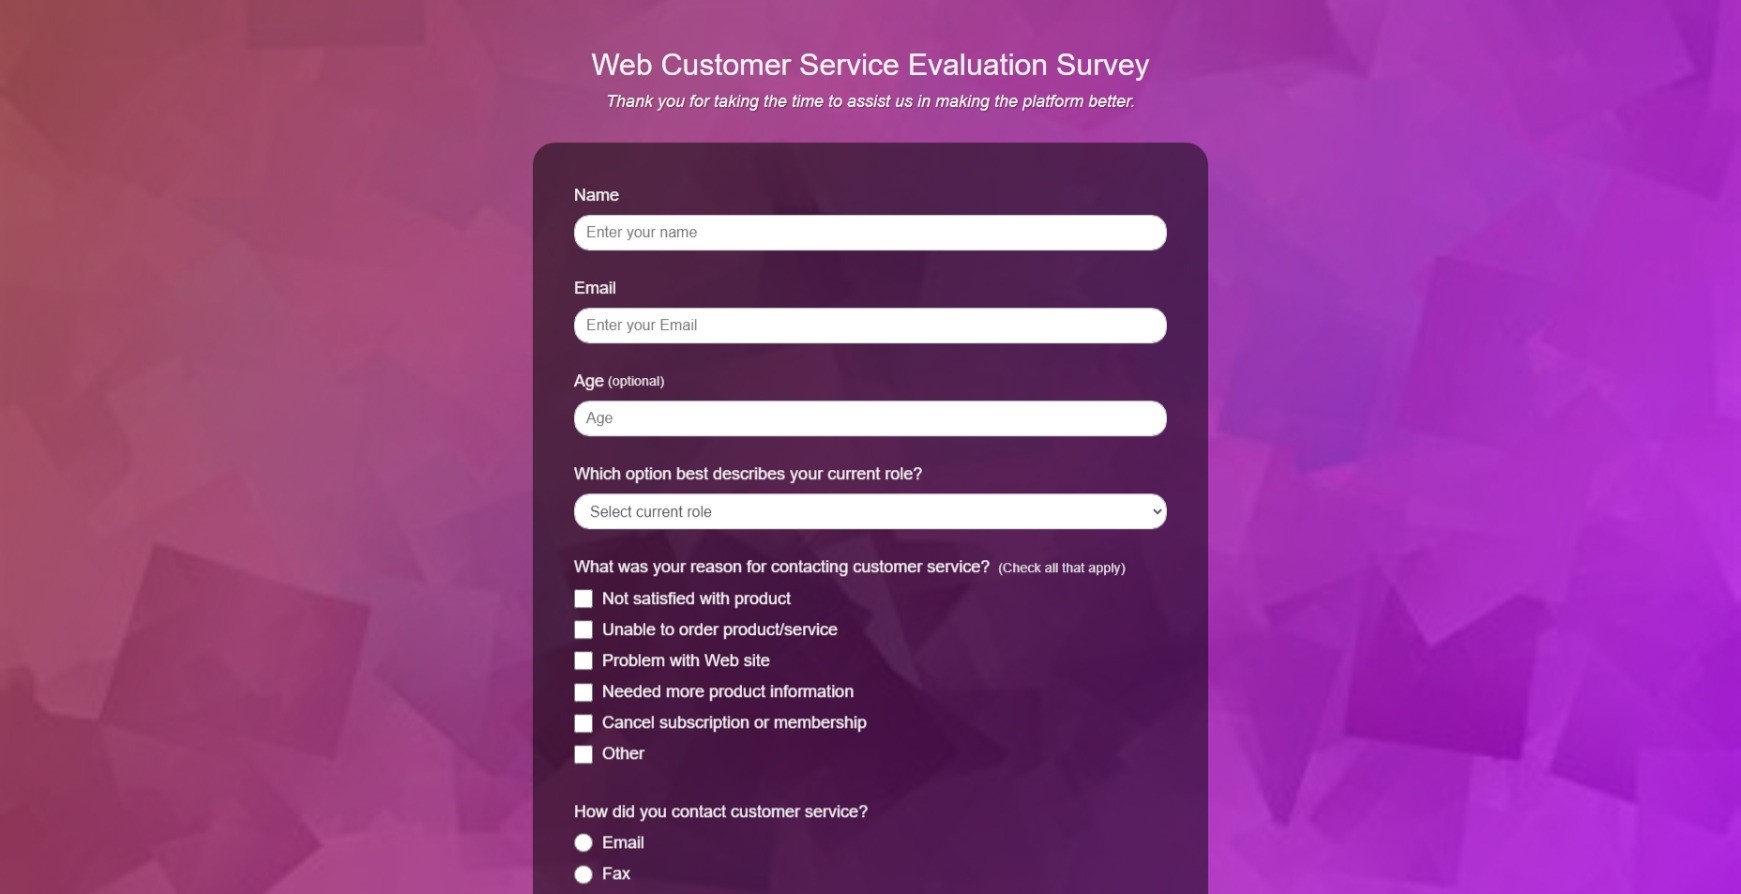 Web Customer Service Evaluation Survey
Thank you for taking the time to assist us in making the platform better.
Name
Enter your name
Email
Enter your Email
Age (optional)
Age
Which option best describes your current role?
Select current role
What was your reason for contacting customer service? (Check all that apply)
Not satisfied with product
Unable to order product/service
Problem with Web site
Needed more product information
Cancel subscription or membership
Other
How did you contact customer service?
Email
Fax